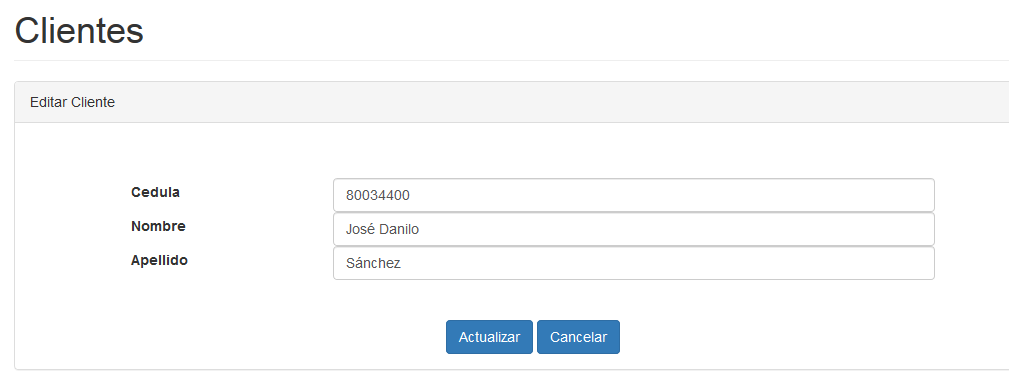 Clientes
Editar Cliente
Cedula 80034400
Nombre José Danilo
Apellido Sánchez
Actualizar Cancelar